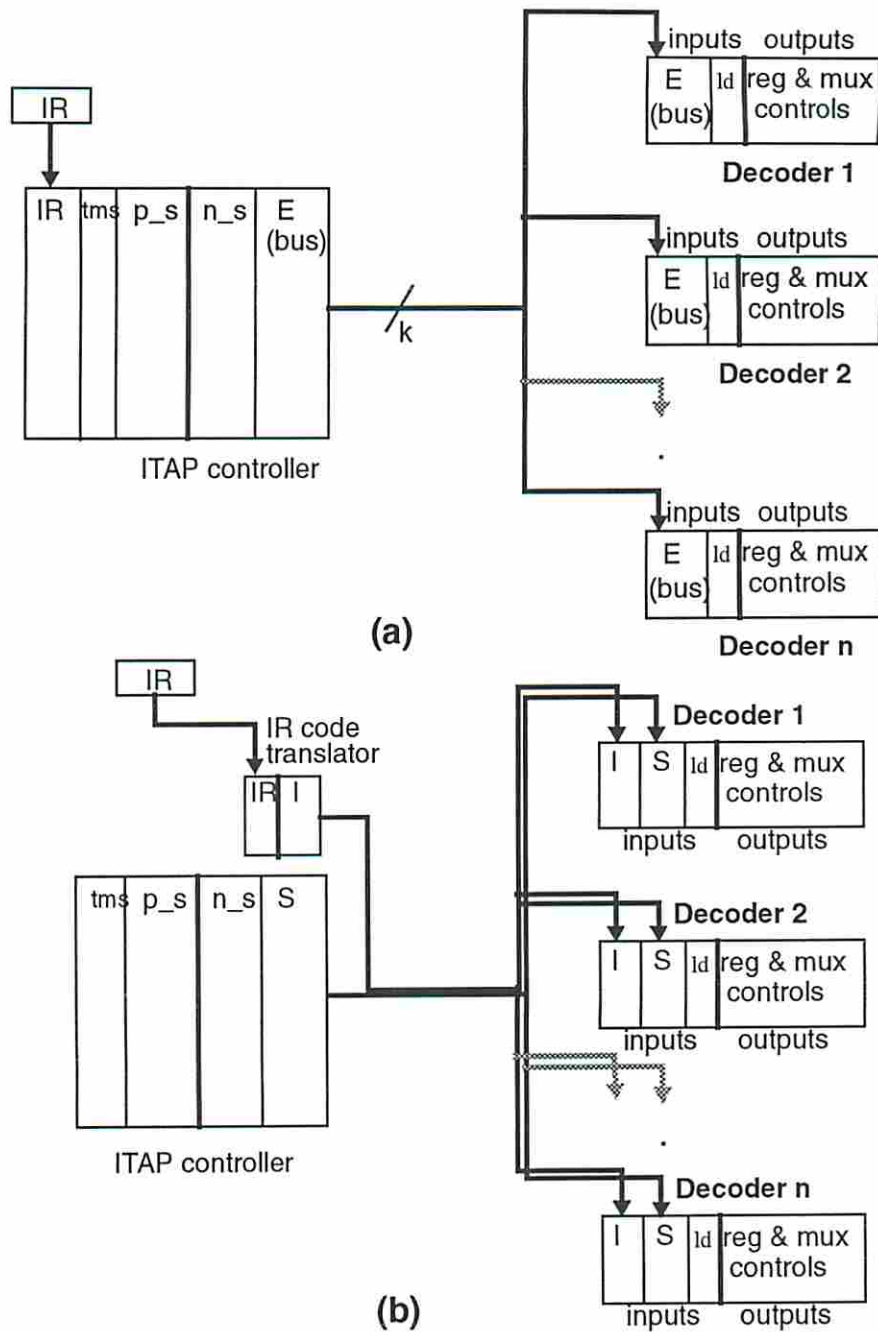 inputs outputs
IR
E ld reg & mux
(bus) controls
Decoder 1
IR tms p_s n_s E
(bus)
inputs outputs
E ld reg & mux
(bus) controls
k
Decoder 2
.
ITAP controller
inputs outputs
E ld reg & mux
(bus) controls
(a)
Decoder n
IR
Decoder 1
IR code
translator
I S ld reg & mux
controls
IR I
inputs outputs
tms p_s n_s S
Decoder 2
I S ld reg & mux
controls
inputs outputs
.
ITAP controller
Decoder n
I S ld reg & mux
controls
(b)
inputs outputs